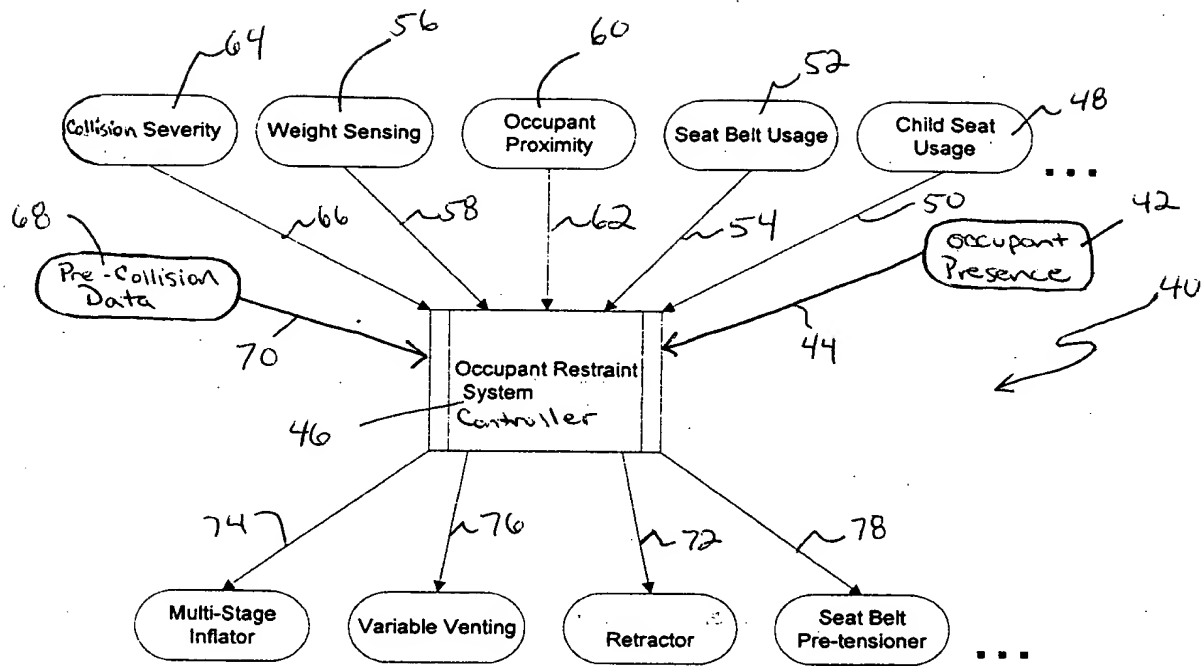 64
56
60
52
48
Collision Severity
Weight Sensing
Occupant
Proximity
Seat Belt Usage
Child Seat
Usage
...
66
58
62
54
50
42
68
Pre-Collision
Data
Occupant
Presence
40
70
44
Occupant Restraint
System
Controller
46
74
76
72
78
Multi-Stage
Inflator
Variable Venting
Retractor
Seat Belt
Pre-tensioner
...